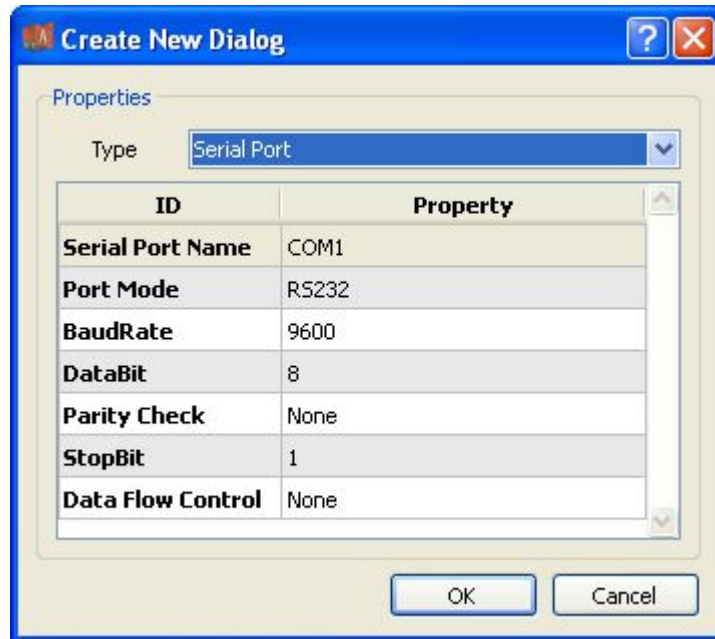 Create New Dialog
Properties
Type Serial Port
ID Property
Serial Port Name COM1
Port Mode RS232
BaudRate 9600
DataBit 8
Parity Check None
StopBit 1
Data Flow Control None
OK Cancel